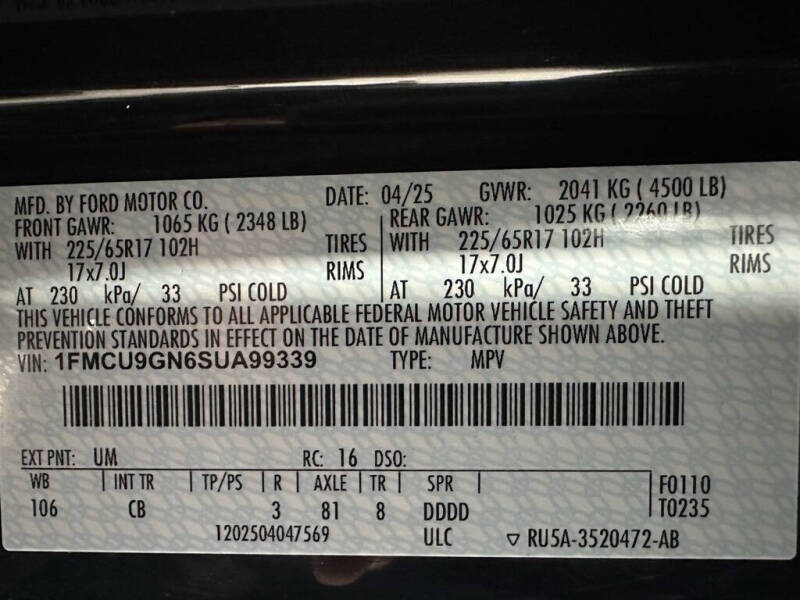 MFD. BY FORD MOTOR CO. DATE: 04/25 GVWR: 2041 KG ( 4500 LB)
FRONT GAWR: 1065 KG ( 2348 LB) REAR GAWR: 1025 KG ( 2260 LB)
WITH 225/65R17 102H TIRES WITH 225/65R17 102H TIRES
17x7.0J RIMS 17x7.0J RIMS
AT 230 kPa/ 33 PSI COLD AT 230 kPa/ 33 PSI COLD
THIS VEHICLE CONFORMS TO ALL APPLICABLE FEDERAL MOTOR VEHICLE SAFETY AND THEFT
PREVENTION STANDARDS IN EFFECT ON THE DATE OF MANUFACTURE SHOWN ABOVE.
VIN: 1FMCU9GN6SUA99339 TYPE: MPV
EXT PNT: UM RC: 16 DSO:
WB INT TR TP/PS R AXLE TR SPR F0110
106 CB 3 81 8 DDDD T0235
1202504047569 ULC ▽ RU5A-3520472-AB